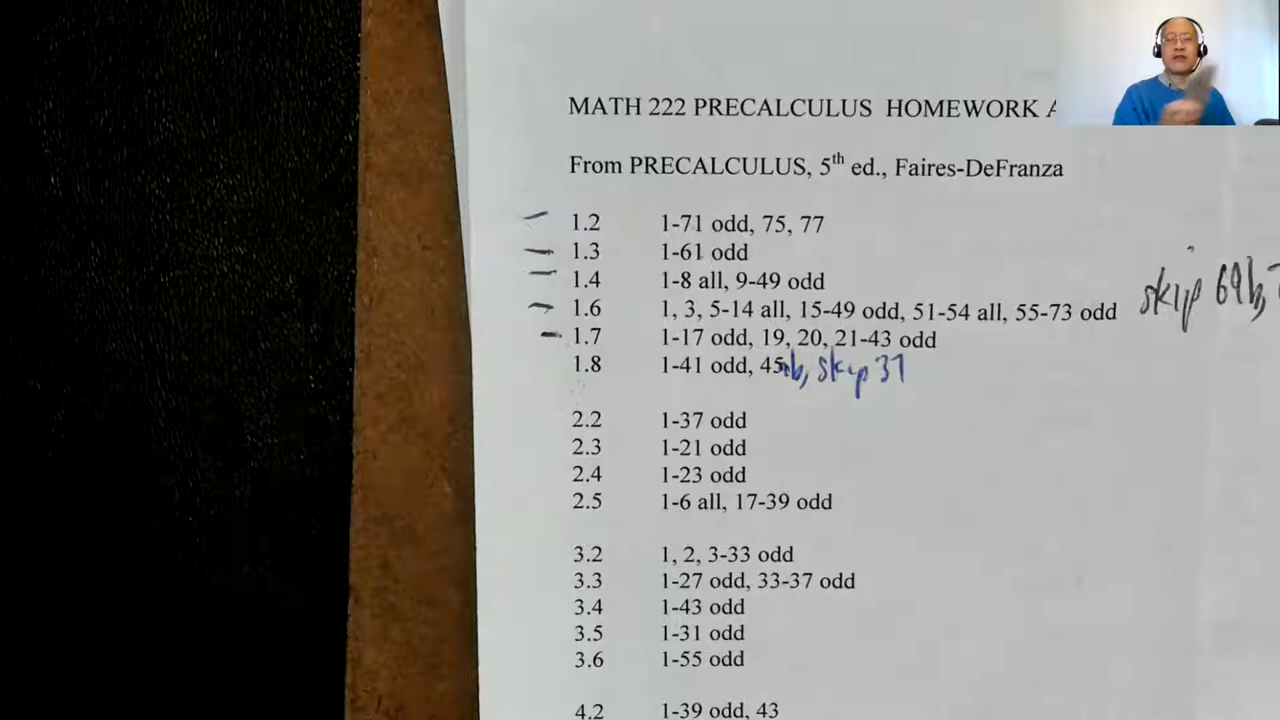 MATH 222 PRECALCULUS HOMEWORK
From PRECALCULUS, 5th ed., Faires-DeFranza
1.2 1-71 odd, 75, 77
1.3 1-61 odd
1.4 1-8 all, 9-49 odd
1.6 1, 3, 5-14 all, 15-49 odd, 51-54 all, 55-73 odd skip 69b,
1.7 1-17 odd, 19, 20, 21-43 odd
1.8 1-41 odd, 45 skip 37
2.2 1-37 odd
2.3 1-21 odd
2.4 1-23 odd
2.5 1-6 all, 17-39 odd
3.2 1, 2, 3-33 odd
3.3 1-27 odd, 33-37 odd
3.4 1-43 odd
3.5 1-31 odd
3.6 1-55 odd
4.2 1-39 odd, 43